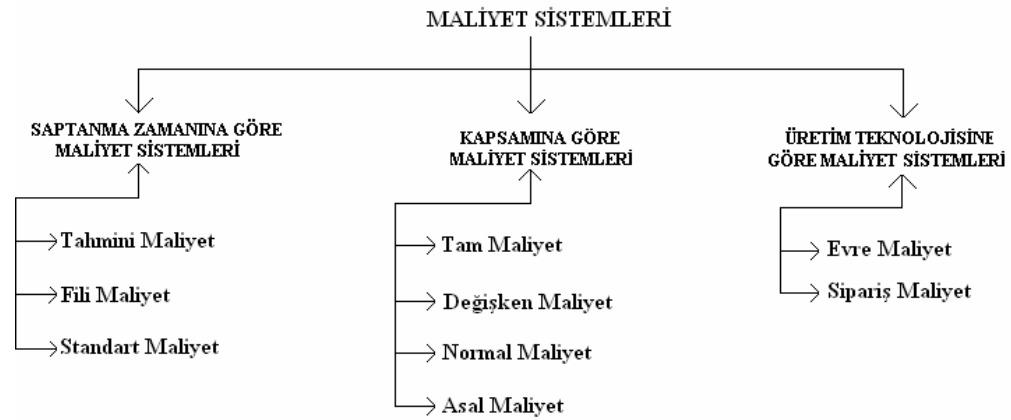 MALİYET SİSTEMLERİ
SAPTANMA ZAMANINA GÖRE
MALİYET SİSTEMLERİ
Tahmini Maliyet
Fili Maliyet
Standart Maliyet
KAPSAMINA GÖRE
MALİYET SİSTEMLERİ
Tam Maliyet
Değişken Maliyet
Normal Maliyet
Asal Maliyet
ÜRETİM TEKNOLOJİSİNE
GÖRE MALİYET SİSTEMLERİ
Evre Maliyet
Sipariş Maliyet